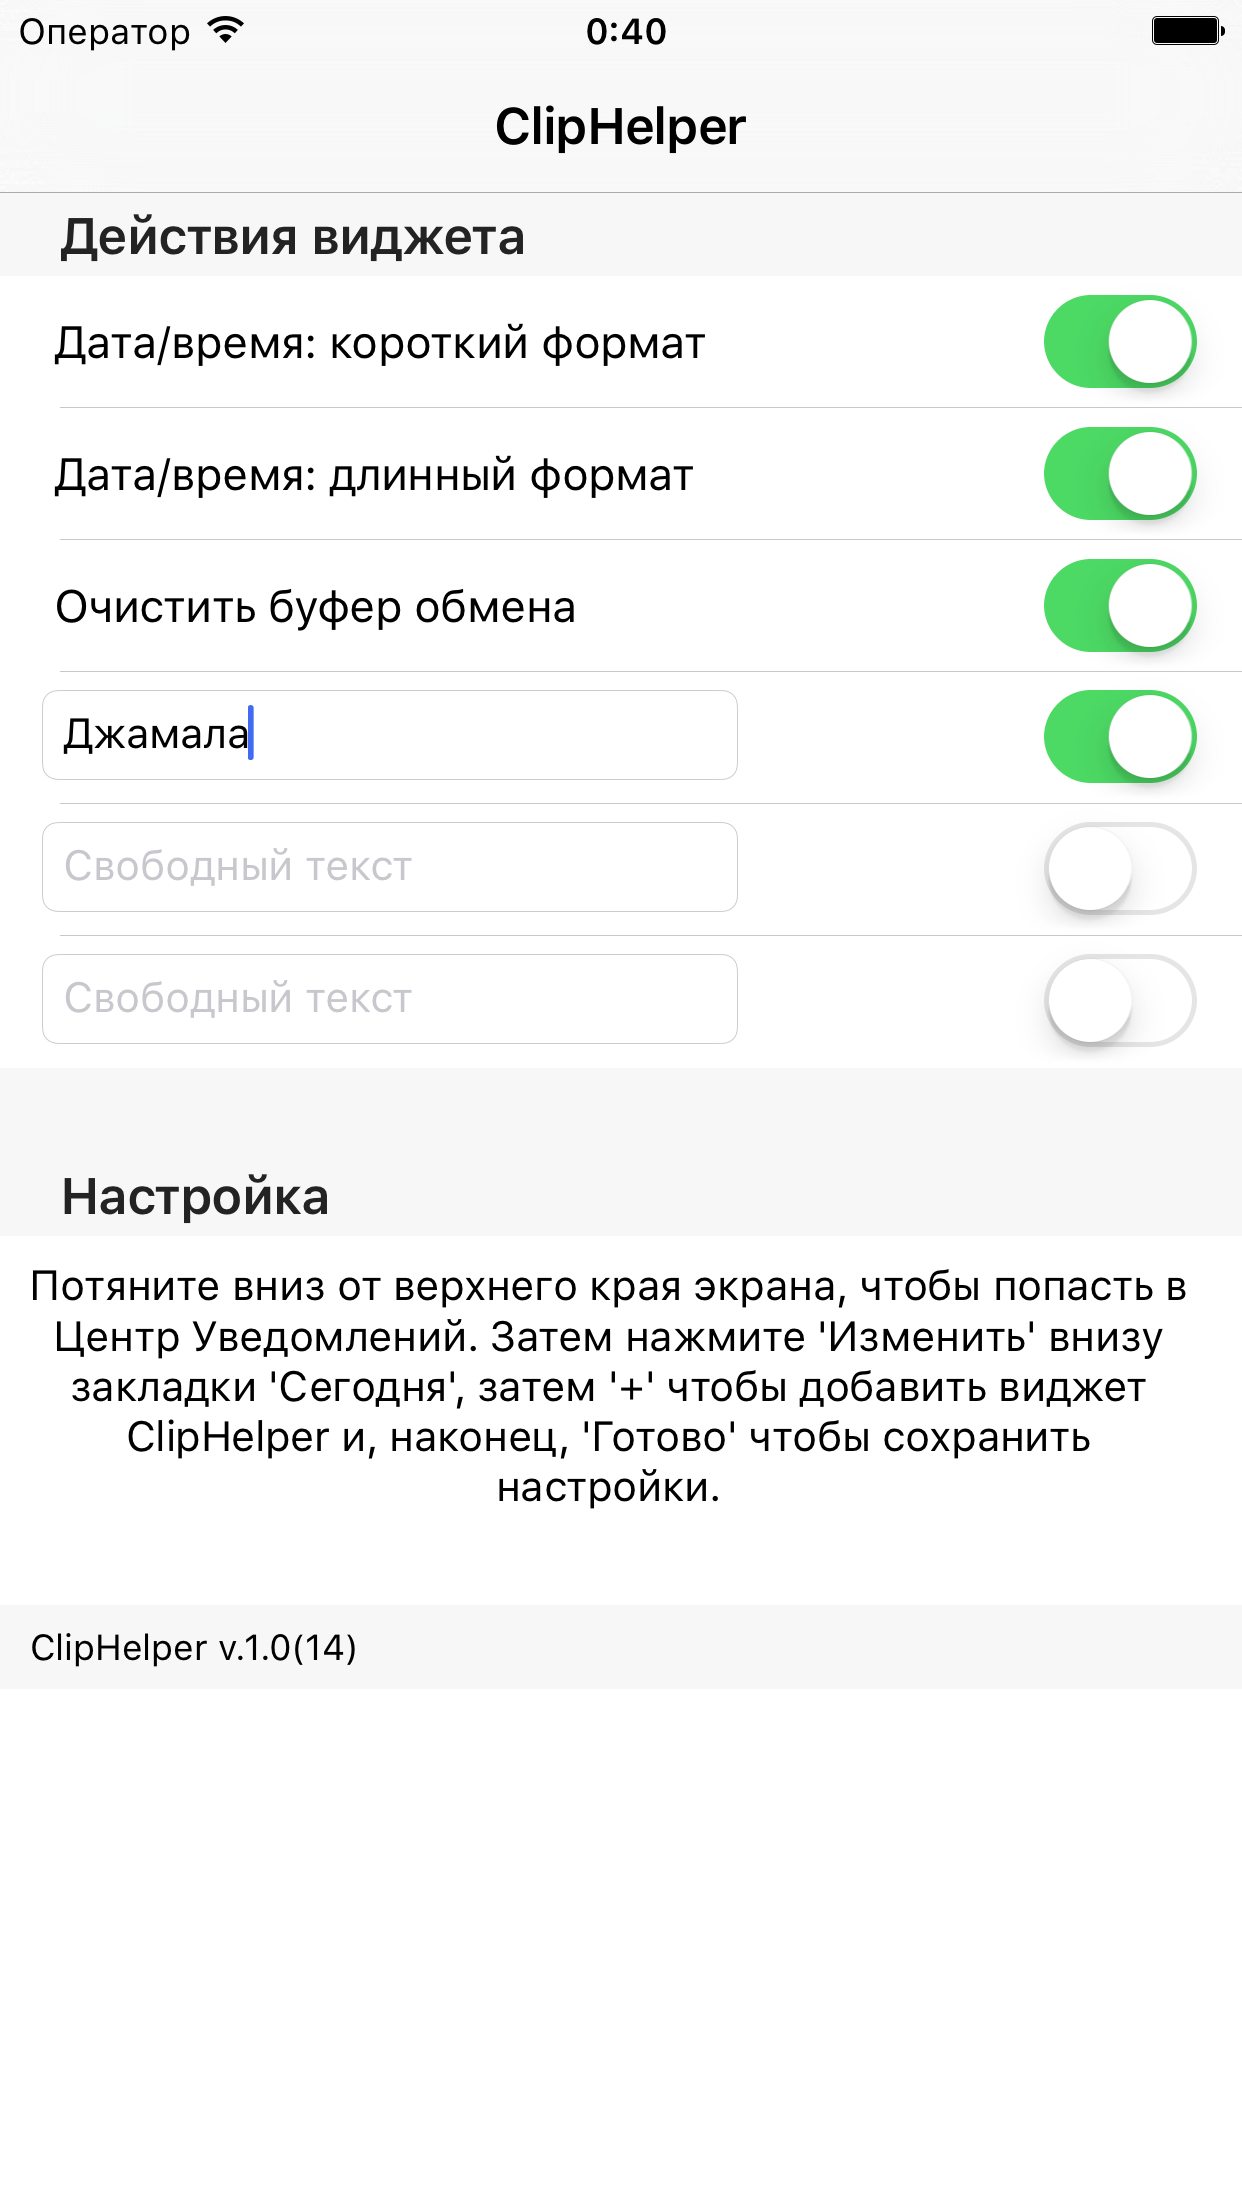 Оператор 0:40
ClipHelper
Действия виджета
Дата/время: короткий формат
Дата/время: длинный формат
Очистить буфер обмена
Джамала
Свободный текст
Свободный текст
Настройка
Потяните вниз от верхнего края экрана, чтобы попасть в
Центр Уведомлений. Затем нажмите 'Изменить' внизу
закладки 'Сегодня', затем '+' чтобы добавить виджет
ClipHelper и, наконец, 'Готово' чтобы сохранить
настройки.
ClipHelper v.1.0(14)